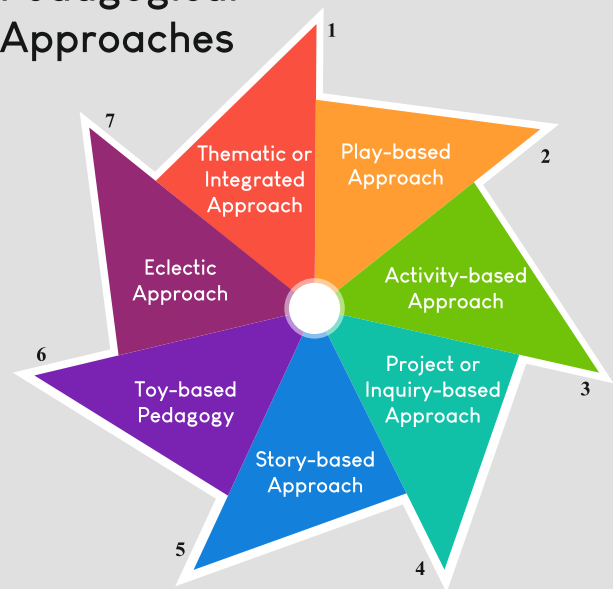 Approaches
1
Thematic or
Integrated
Approach
2
Play-based
Approach
3
Activity-based
Approach
4
Project or
Inquiry-based
Approach
5
Story-based
Approach
6
Toy-based
Pedagogy
7
Eclectic
Approach